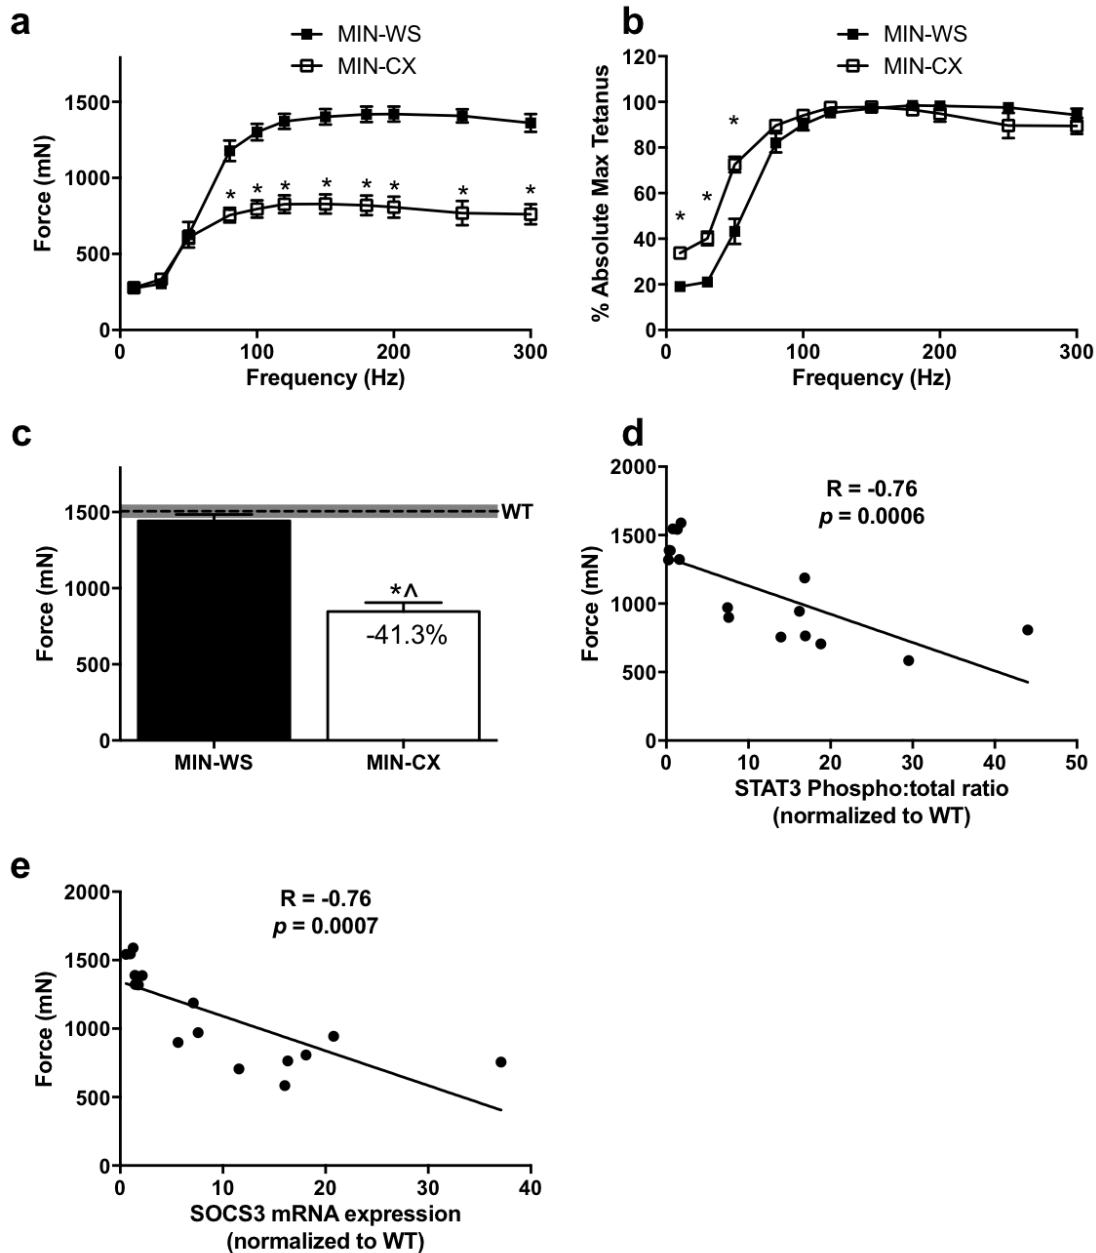 a
MIN-WS
MIN-CX
Force (mN)
1500
1000
500
0
* * * * * * * *
0 100 200 300
Frequency (Hz)
b
MIN-WS
MIN-CX
% Absolute Max Tetanus
120
100
80
60
40
20
0
* * *
0 100 200 300
Frequency (Hz)
c
Force (mN)
1500
1000
500
0
WT
*^
-41.3%
MIN-WS MIN-CX
d
Force (mN)
2000
1500
1000
500
0
R = -0.76
p = 0.0006
0 10 20 30 40 50
STAT3 Phospho:total ratio
(normalized to WT)
e
Force (mN)
2000
1500
1000
500
0
R = -0.76
p = 0.0007
0 10 20 30 40
SOCS3 mRNA expression
(normalized to WT)